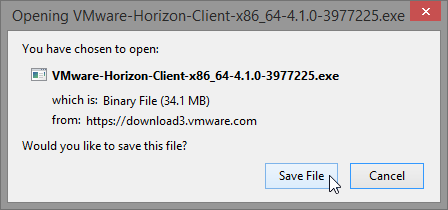 Opening VMware-Horizon-Client-x86_64-4.1.0-3977225.exe
You have chosen to open:
VMware-Horizon-Client-x86_64-4.1.0-3977225.exe
which is: Binary File (34.1 MB)
from: https://download3.vmware.com
Would you like to save this file?
Save File Cancel